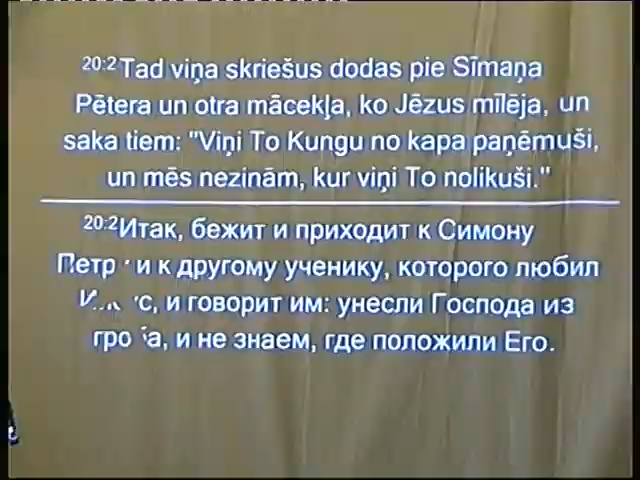 20:2Tad viņa skriešus dodas pie Sīmaņa
Pētera un otra mācekļa, ko Jēzus mīlēja, un
saka tiem: "Viņi To Kungu no kapa paņēmuši,
un mēs nezinām, kur viņi To nolikuši."
20:2Итак, бежит и приходит к Симону
и к другому ученику, которого любил
и говорит им: унесли Господа из
и не знаем, где положили Его.